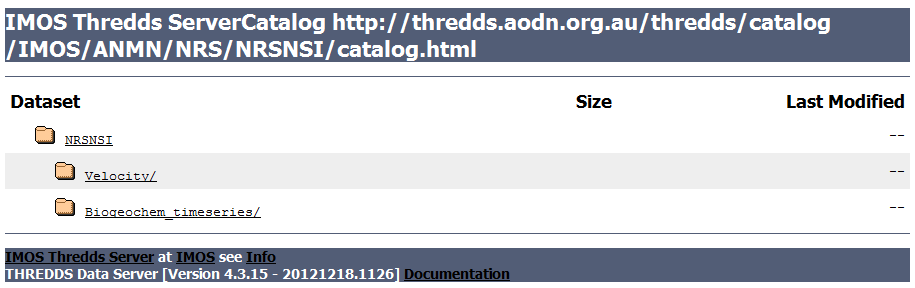 IMOS Thredds ServerCatalog http://thredds.aodn.org.au/thredds/catalog
/IMOS/ANMN/NRS/NRSNSI/catalog.html
Dataset Size Last Modified
NRSNSI --
Velocity/ --
Biogeochem_timeseries/ --
IMOS Thredds Server at IMOS see Info
THREDDS Data Server [Version 4.3.15 - 20121218.1126] Documentation